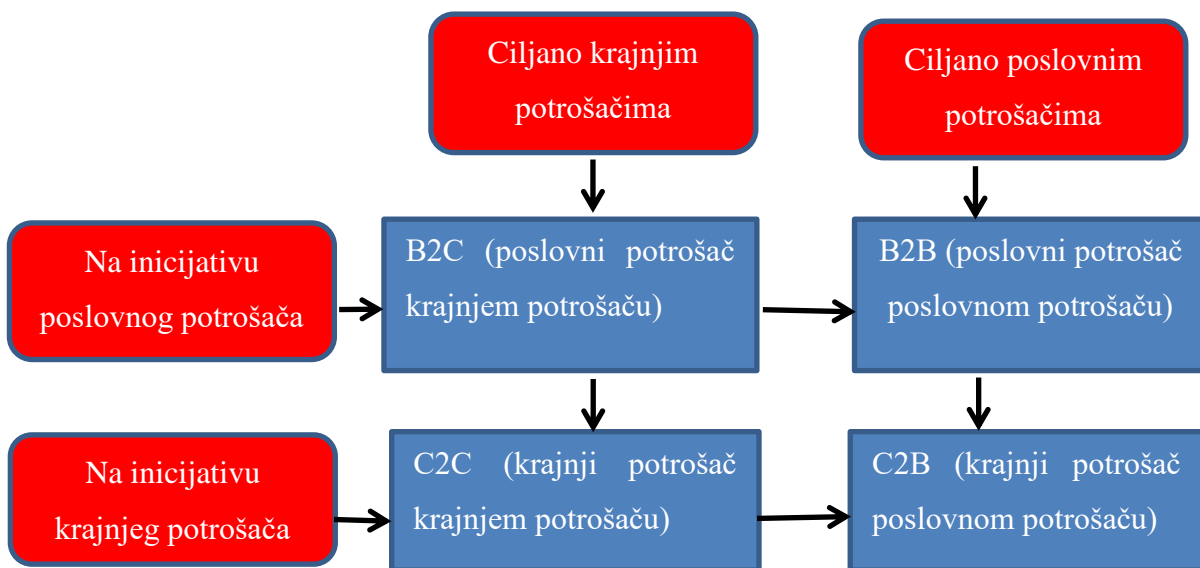 Ciljano krajnjim
potrošačima
Ciljano poslovnim
potrošačima
Na inicijativu
poslovnog potrošača
B2C (poslovni potrošač
krajnjem potrošaču)
B2B (poslovni potrošač
poslovnom potrošaču)
Na inicijativu
krajnjeg potrošača
C2C (krajnji potrošač
krajnjem potrošaču)
C2B (krajnji potrošač
poslovnom potrošaču)